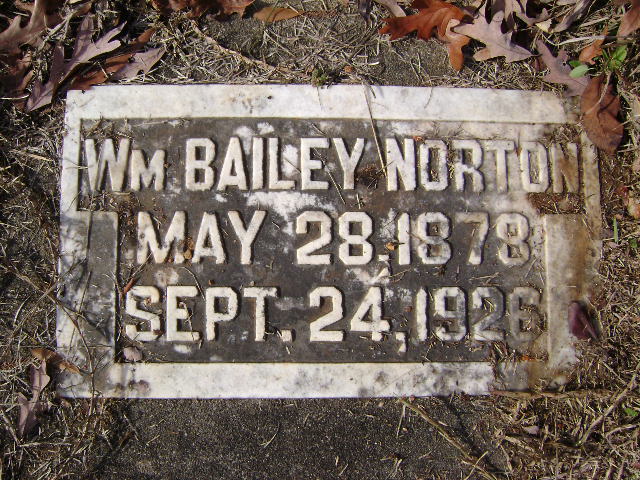 WM BAILEY NORTON
MAY 28.1878
SEPT. 24, 1926